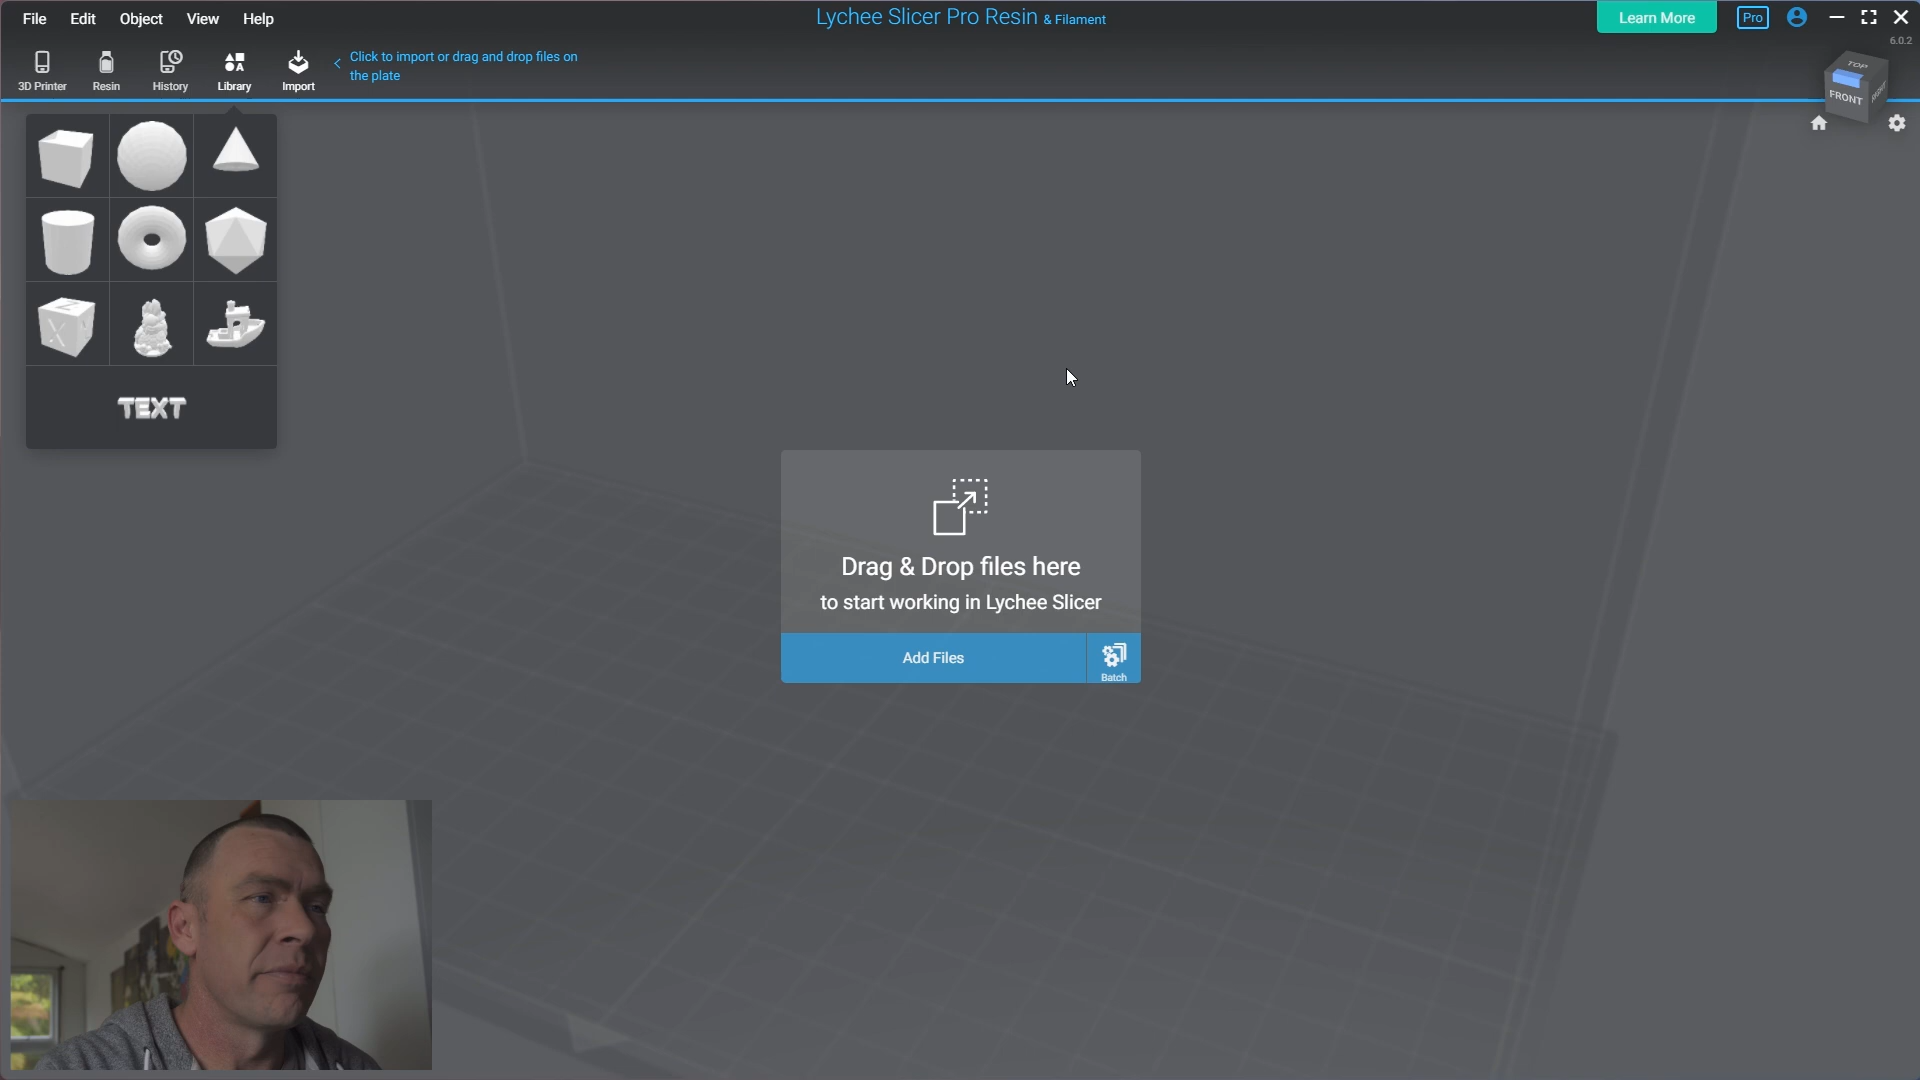 File Edit Object View Help
Lychee Slicer Pro Resin & Filament
Learn More
Pro
6.0.2
3D Printer
Resin
History
Library
Import
Click to import or drag and drop files on
the plate
TOP
FRONT
RIGHT
Z
X
TEXT
Drag & Drop files here
to start working in Lychee Slicer
Add Files
Batch